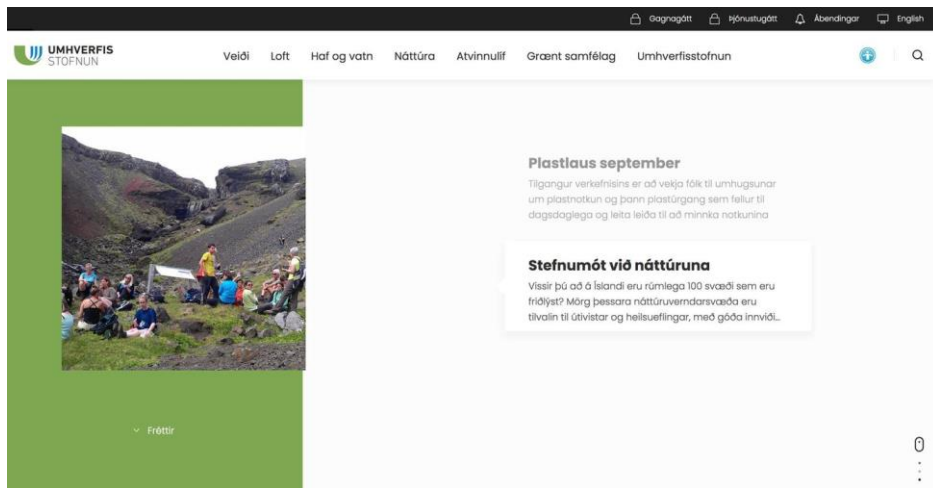 Gagnagátt Þjónustugátt Ábendingar English
UMHVERFIS
STOFNUN
Veiði Loft Haf og vatn Náttúra Atvinnulíf Grænt samfélag Umhverfisstofnun
Plastlaus september
Tilgangur verkefnisins er að vekja fólk til umhugsunar
um plastnotkun og þann plastúrgang sem fellur til
dagsdaglega og leita leiða til að minnka notkunina
Stefnumót við náttúruna
Vissir þú að á Íslandi eru rúmlega 100 svæði sem eru
friðlýst? Mörg þessara náttúruverndarsvæða eru
tilvalin til útivistar og heilsueflingar, með góða innviði...
Fréttir